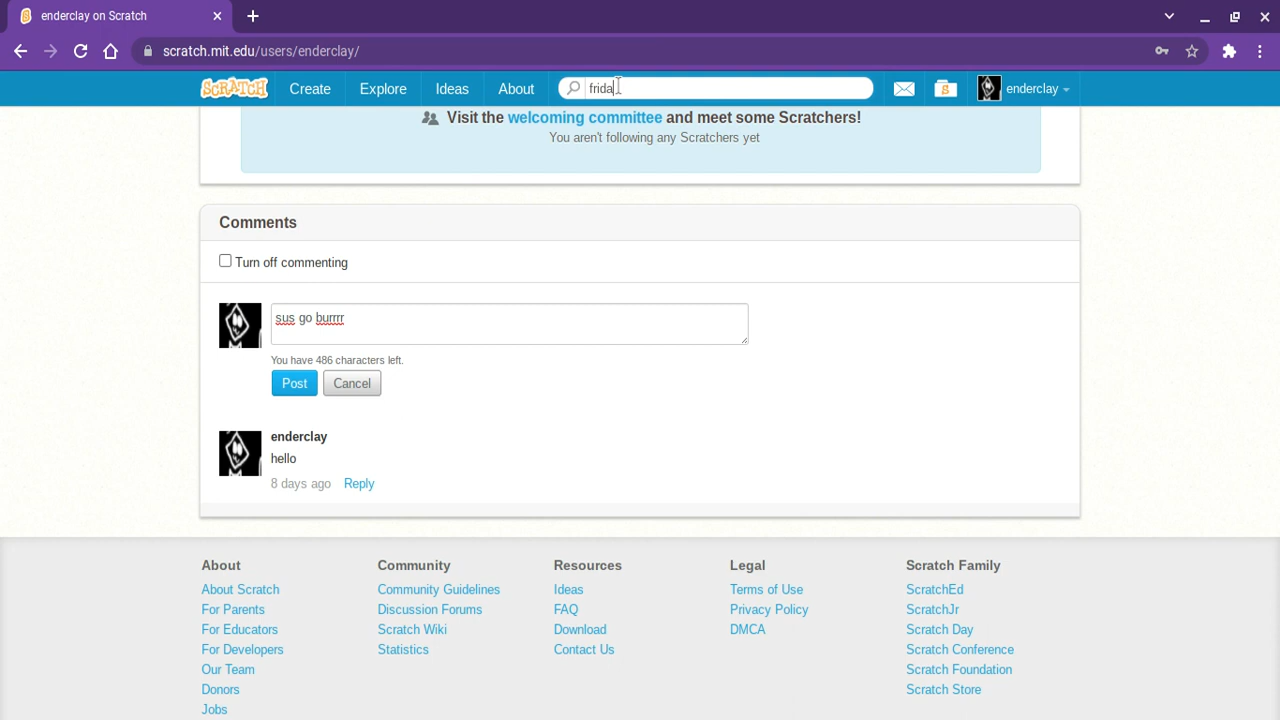 enderclay on Scratch
scratch.mit.edu/users/enderclay/
SCRATCH
Create
Explore
Ideas
About
frida
enderclay
Visit the welcoming committee and meet some Scratchers!
You aren't following any Scratchers yet
Comments
Turn off commenting
sus go burrrr
You have 486 characters left.
Post
Cancel
enderclay
hello
8 days ago
Reply
About
Community
Resources
Legal
Scratch Family
About Scratch
Community Guidelines
Ideas
Terms of Use
ScratchEd
For Parents
Discussion Forums
FAQ
Privacy Policy
ScratchJr
For Educators
Scratch Wiki
Download
DMCA
Scratch Day
For Developers
Statistics
Contact Us
Scratch Conference
Our Team
Scratch Foundation
Donors
Scratch Store
Jobs